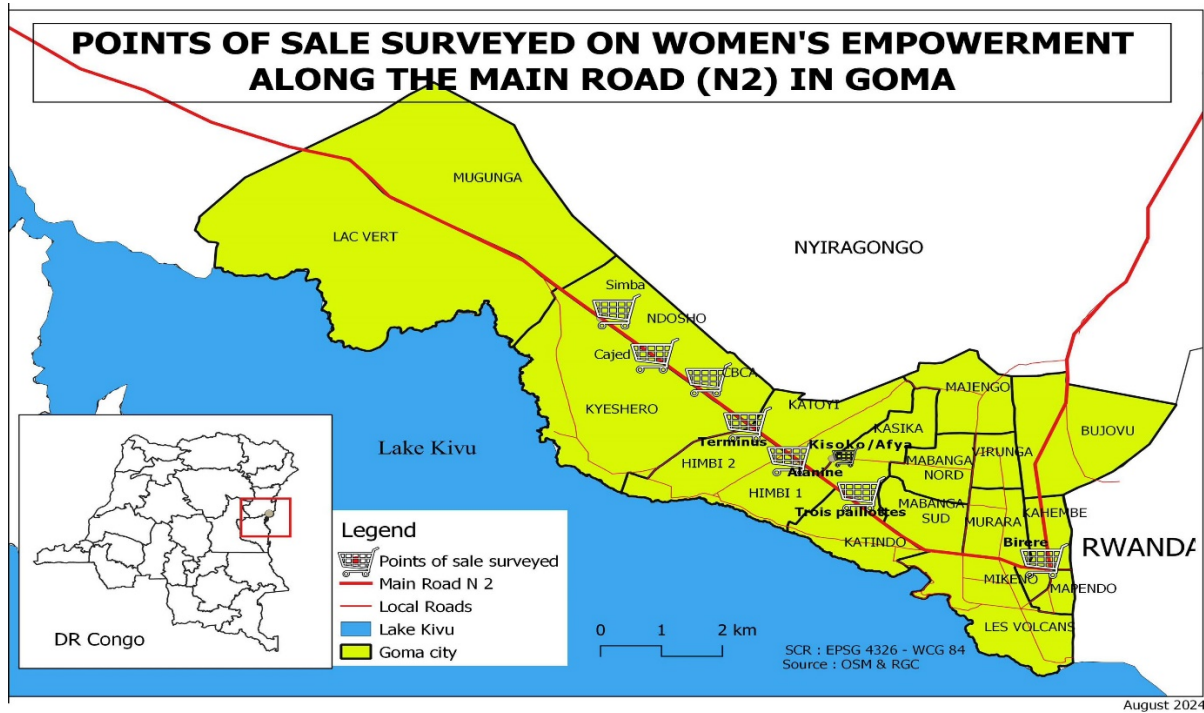 POINTS OF SALE SURVEYED ON WOMEN'S EMPOWERMENT
ALONG THE MAIN ROAD (N2) IN GOMA
MUGUNGA
LAC VERT
NYIRAGONGO
Simba
NDOSHO
Cajed
CBCA
KYESHERO
KATOYI
MAJENGO
KASIKA
BUJOVU
Terminus
Kisoko/Afya
Lake Kivu
HIMBI 2
Alanine
MABANGA
NORD
VIRUNGA
HIMBI 1
Trois paillottes
MABANGA
SUD
MURARA
KAHEMBE
KATINDO
Birere
RWANDA
MIKENO
MAPENDO
LES VOLCANS
DR Congo
Legend
Points of sale surveyed
Main Road N 2
Local Roads
Lake Kivu
Goma city
0 1 2 km
SCR : EPSG 4326 - WCG 84
Source : OSM & RGC
August 2024